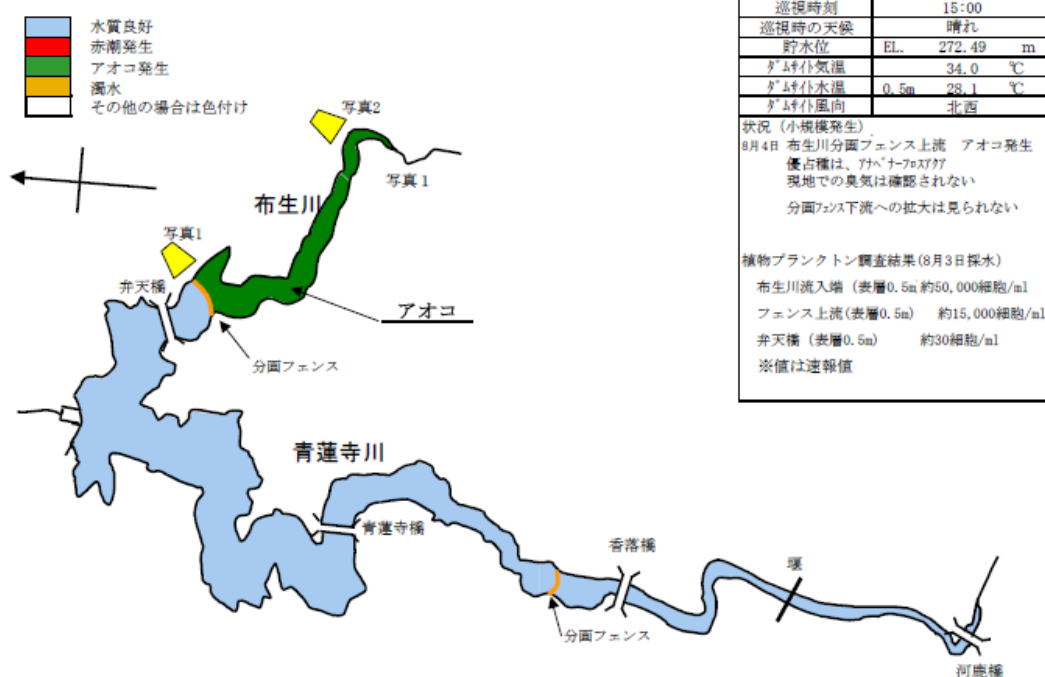 水質良好
赤潮発生
アオコ発生
濁水
その他の場合は色付け
巡視時刻 15:00
巡視時の天候 晴れ
貯水位 EL. 272.49 m
ﾀﾞﾑｻｲﾄ気温 34.0 ℃
ﾀﾞﾑｻｲﾄ水温 0.5m 28.1 ℃
ﾀﾞﾑｻｲﾄ風向 北西
状況（小規模発生）
8月4日 布生川分画フェンス上流 アオコ発生
優占種は、ｱﾅﾍﾞﾅｰﾌﾛｽｱｸｱ
現地での臭気は確認されない
分画ﾌｪﾝｽ下流への拡大は見られない
植物プランクトン調査結果(8月3日採水)
布生川流入端（表層0.5m 約50,000細胞/ml
フェンス上流(表層0.5m) 約15,000細胞/ml
弁天橋（表層0.5m) 約30細胞/ml
※値は速報値
写真2
写真１
布生川
写真1
弁天橋
アオコ
分画フェンス
青蓮寺川
青蓮寺橋
香落橋
堰
分画フェンス
河鹿橋